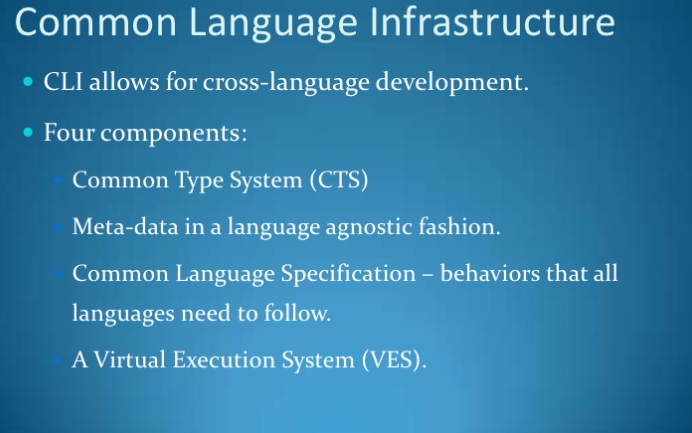 Common Language Infrastructure
CLI allows for cross-language development.
Four components:
Common Type System (CTS)
Meta-data in a language agnostic fashion.
Common Language Specification – behaviors that all
languages need to follow.
A Virtual Execution System (VES).